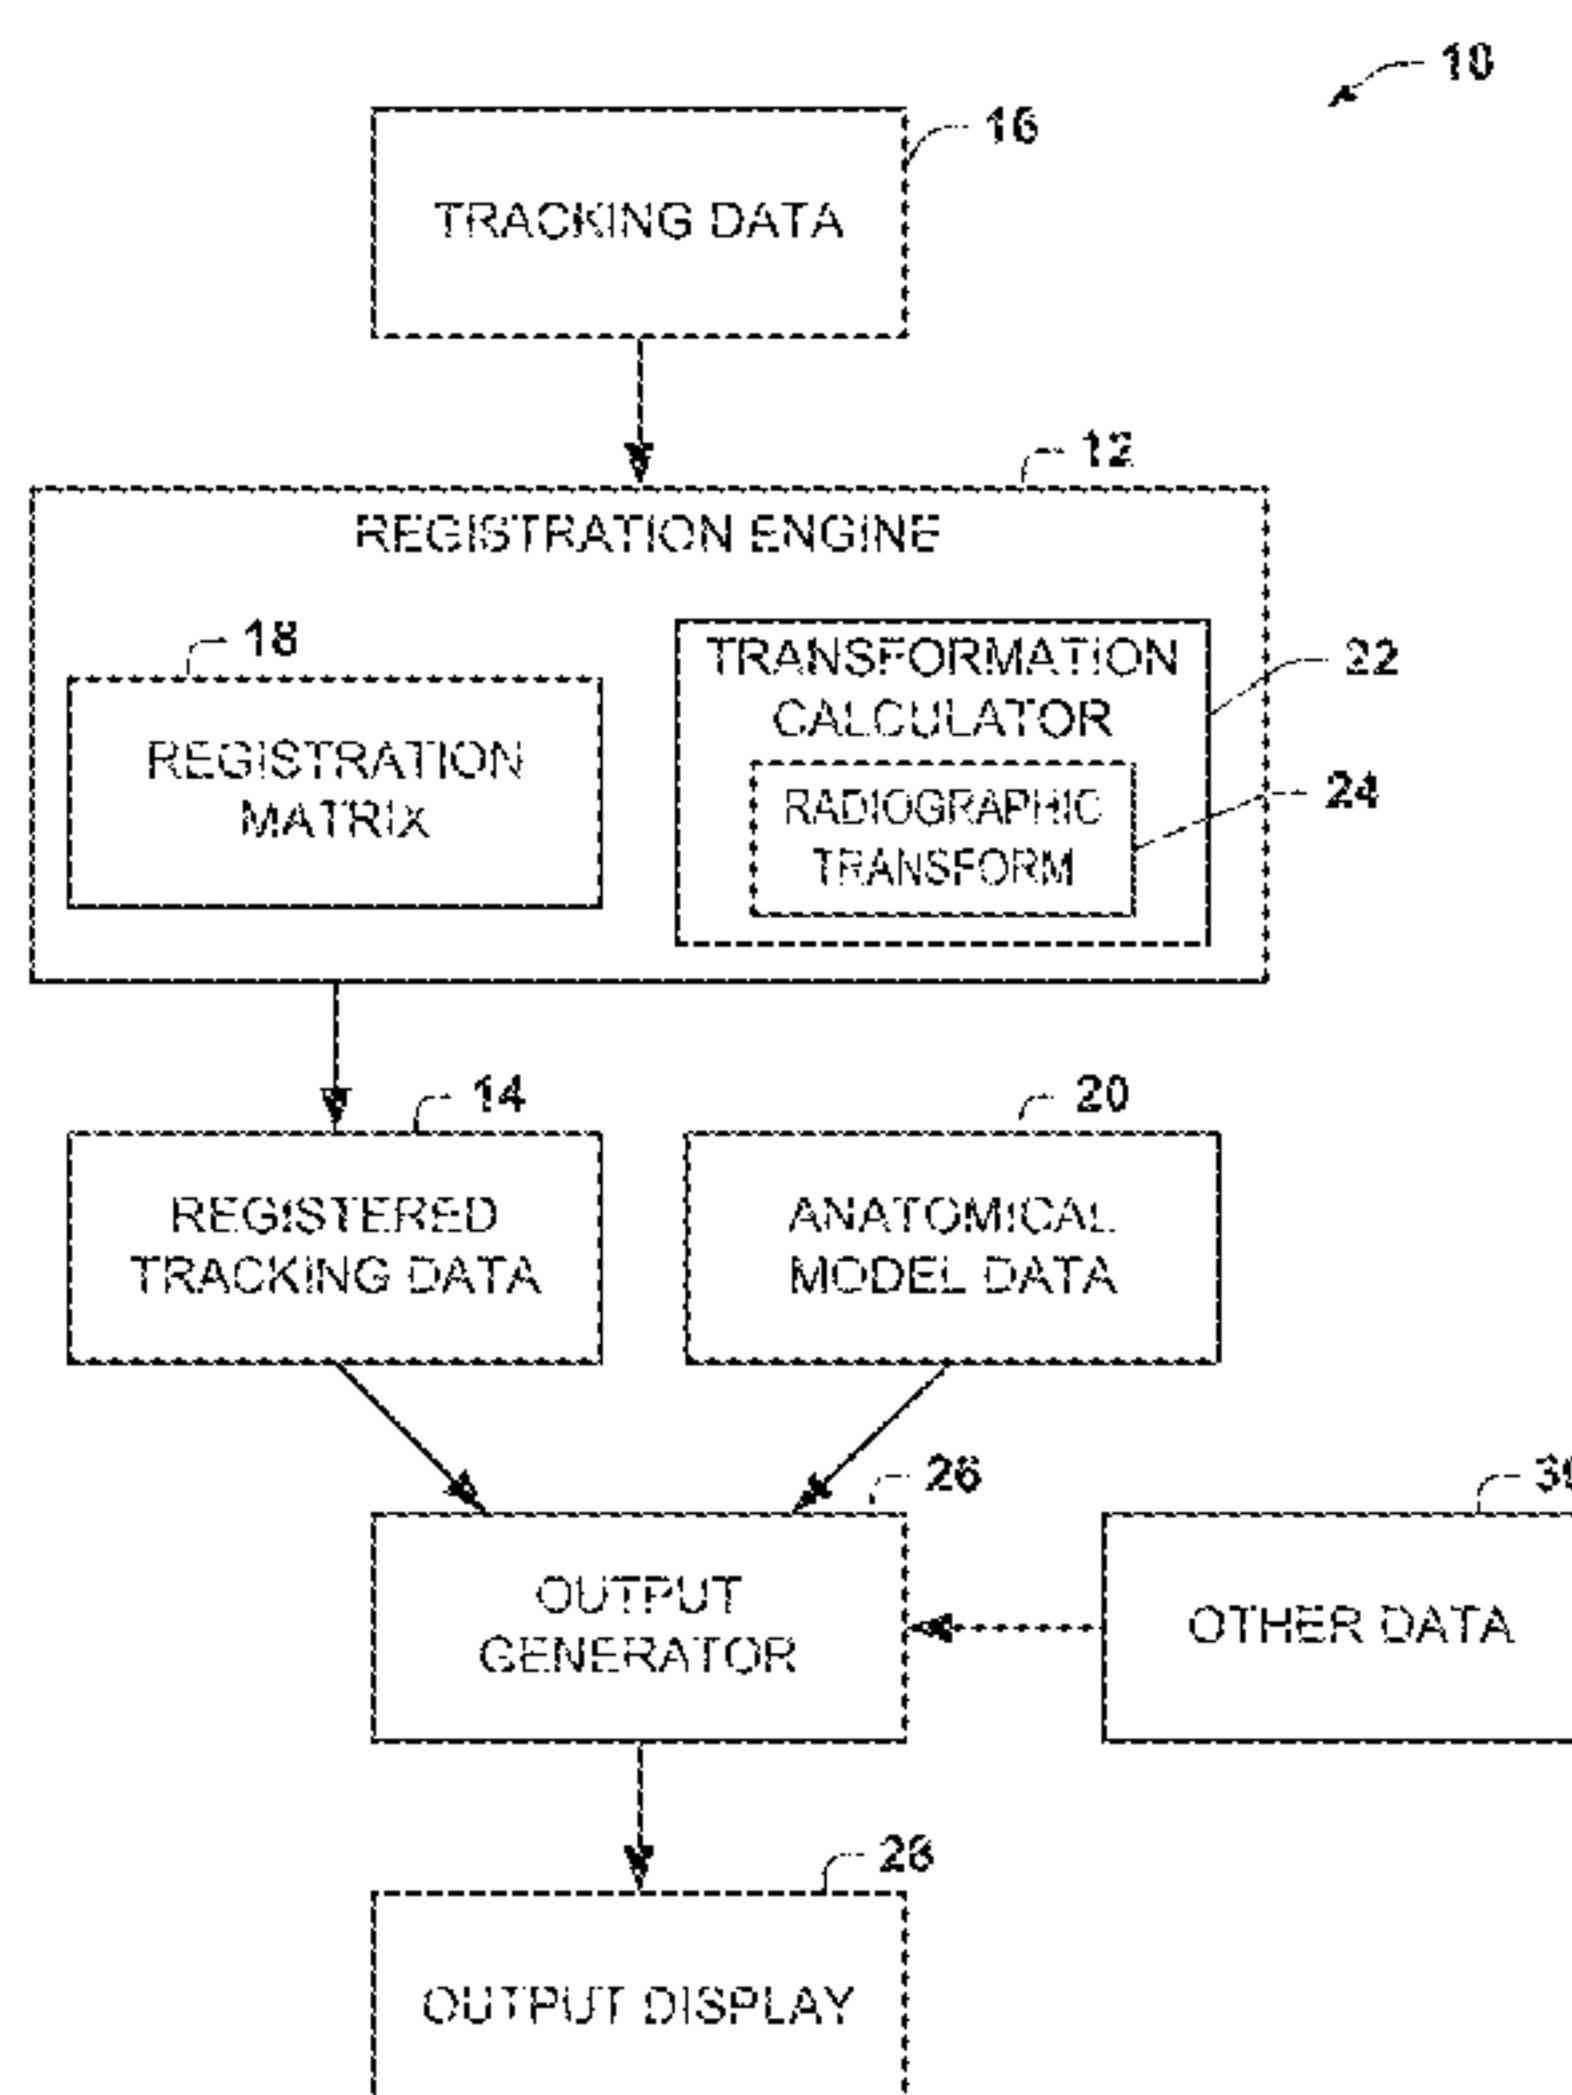 10
16
TRACKING DATA
12
REGISTRATION ENGINE
18
REGISTRATION
MATRIX
TRANSFORMATION
CALCULATOR
22
RADIOGRAPHIC
TRANSFORM
24
14
REGISTERED
TRACKING DATA
20
ANATOMICAL
MODEL DATA
26
OUTPUT
GENERATOR
OTHER DATA
28
OUTPUT DISPLAY